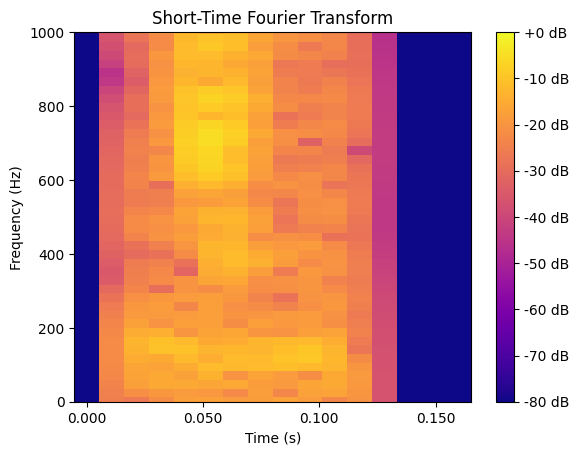 Short-Time Fourier Transform
Frequency (Hz)
1000
800
600
400
200
0
0.000
0.050
0.100
0.150
Time (s)
+0 dB
-10 dB
-20 dB
-30 dB
-40 dB
-50 dB
-60 dB
-70 dB
-80 dB